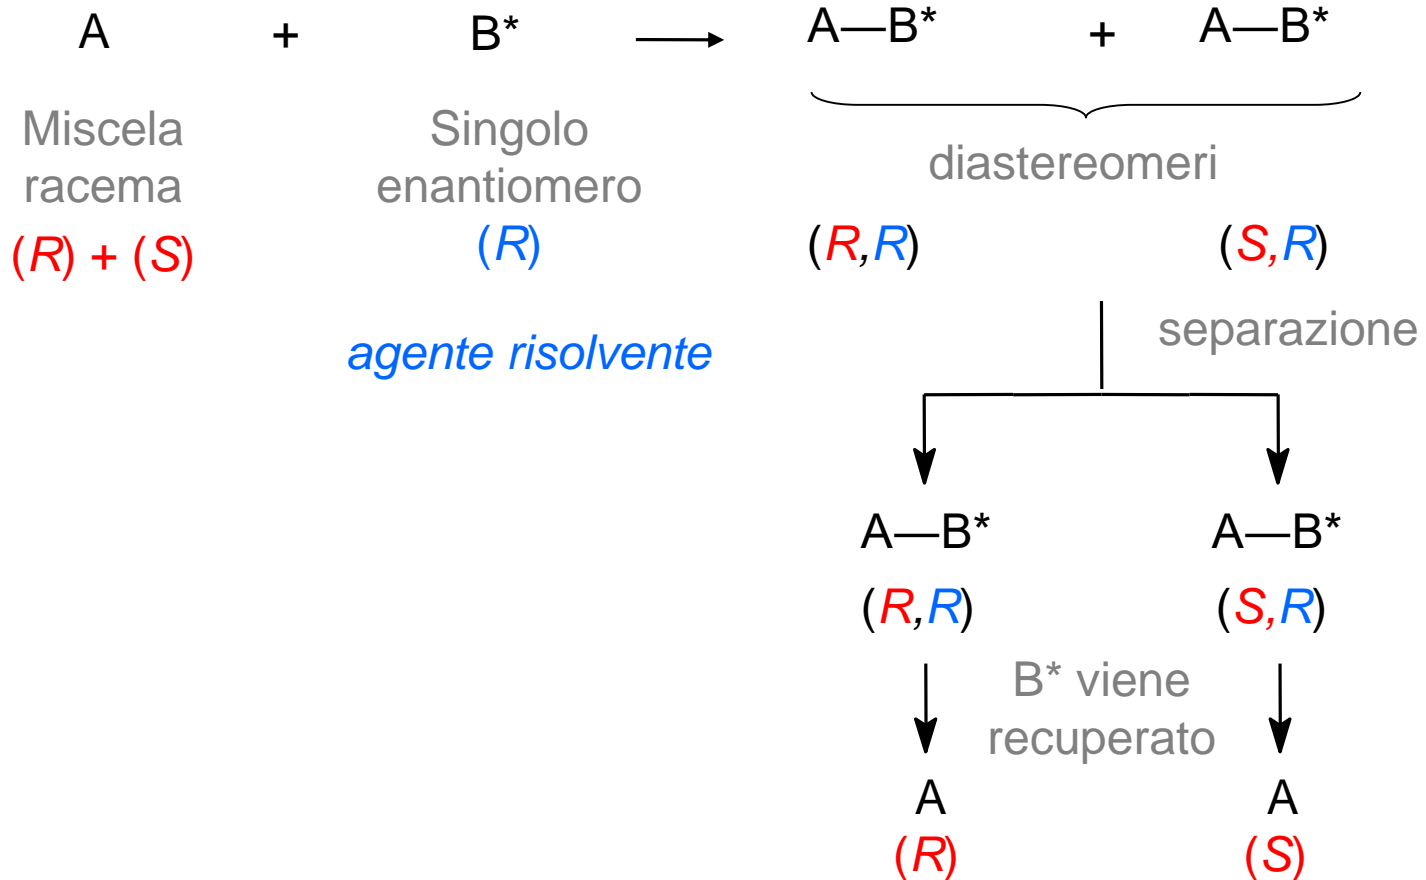 A + B* A—B* + A—B*
Miscela
racema
Singolo
enantiomero
diastereomeri
(R) + (S)
(R)
(R,R)
(S,R)
agente risolvente
separazione
A—B* A—B*
(R,R) (S,R)
B* viene
recuperato
A A
(R) (S)